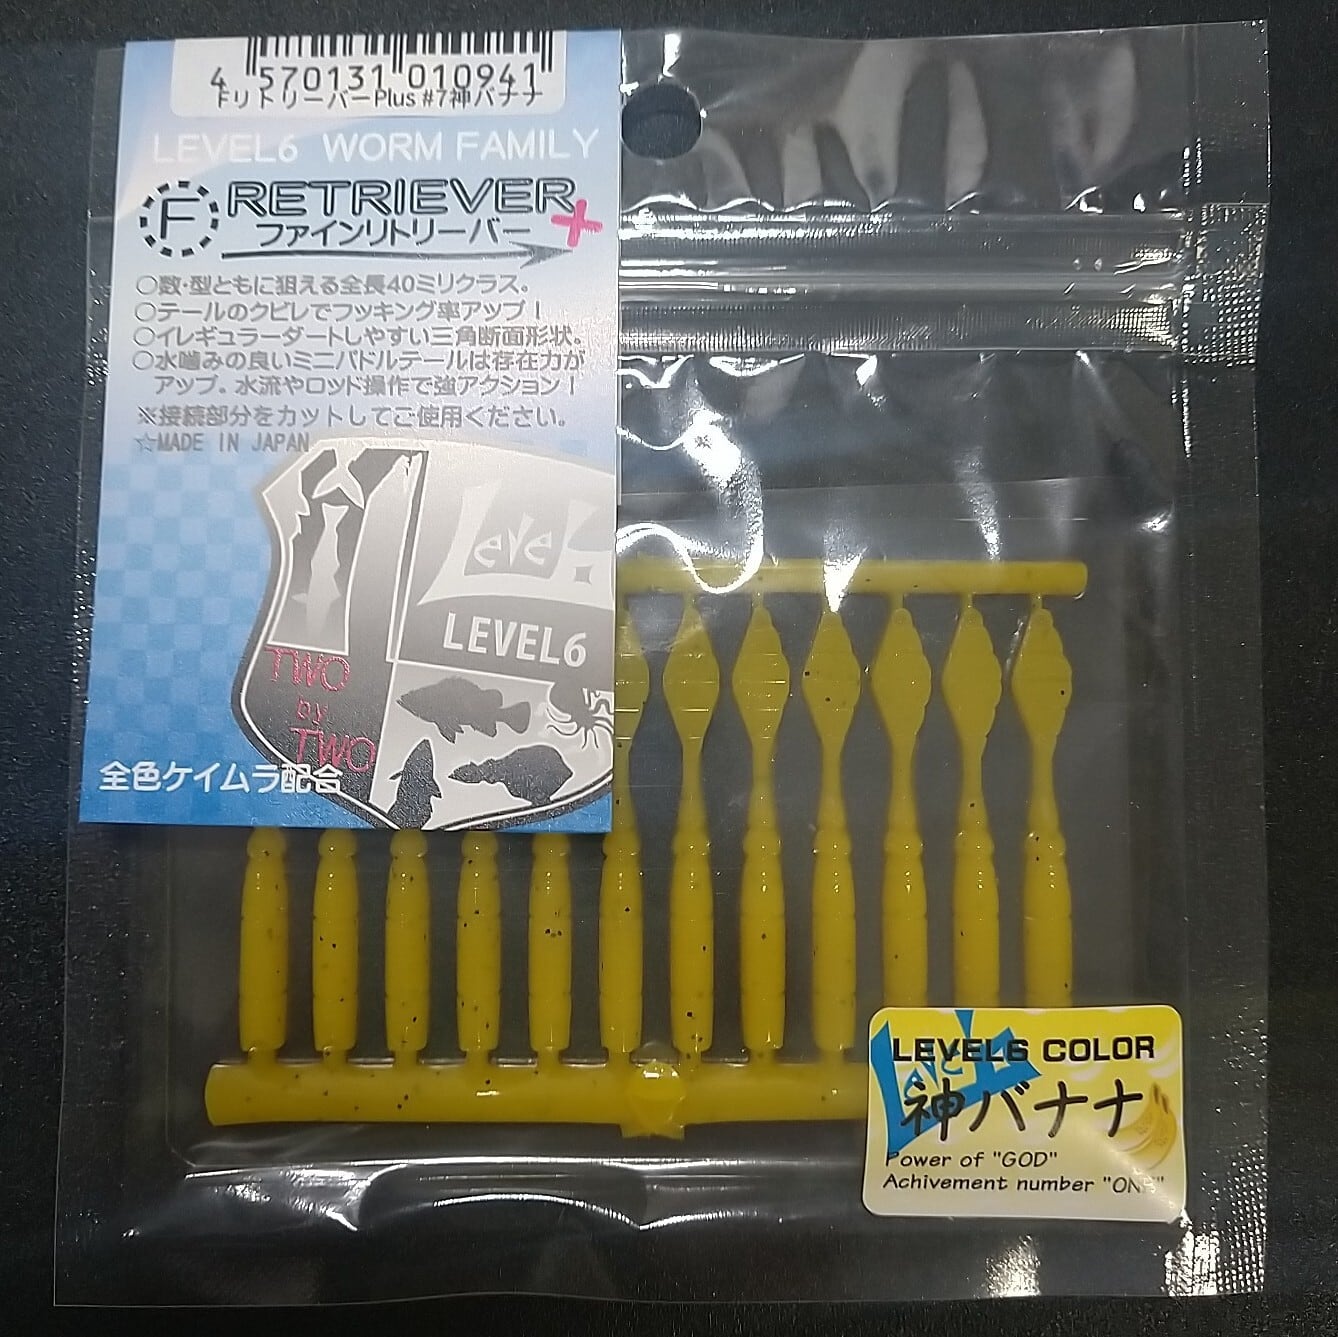 4 570131 010941
Fリトリーバー Plus #7神バナナ
LEVEL6 WORM FAMILY
F RETRIEVER+
ファインリトリーバー
○数・型ともに狙える全長40ミリクラス。
○テールのクビレでフッキング率アップ!
○イレギュラーダートしやすい三角断面形状。
○水噛みの良いミニパドルテールは存在力が
アップ。水流やロッド操作で強アクション!
※接続部分をカットしてご使用ください。
☆MADE IN JAPAN
Level6
LEVEL6
TWO
by
TWO
全色ケイムラ配合
Level6
LEVEL6 COLOR
神バナナ
Power of "GOD"
Achivement number "ONE"